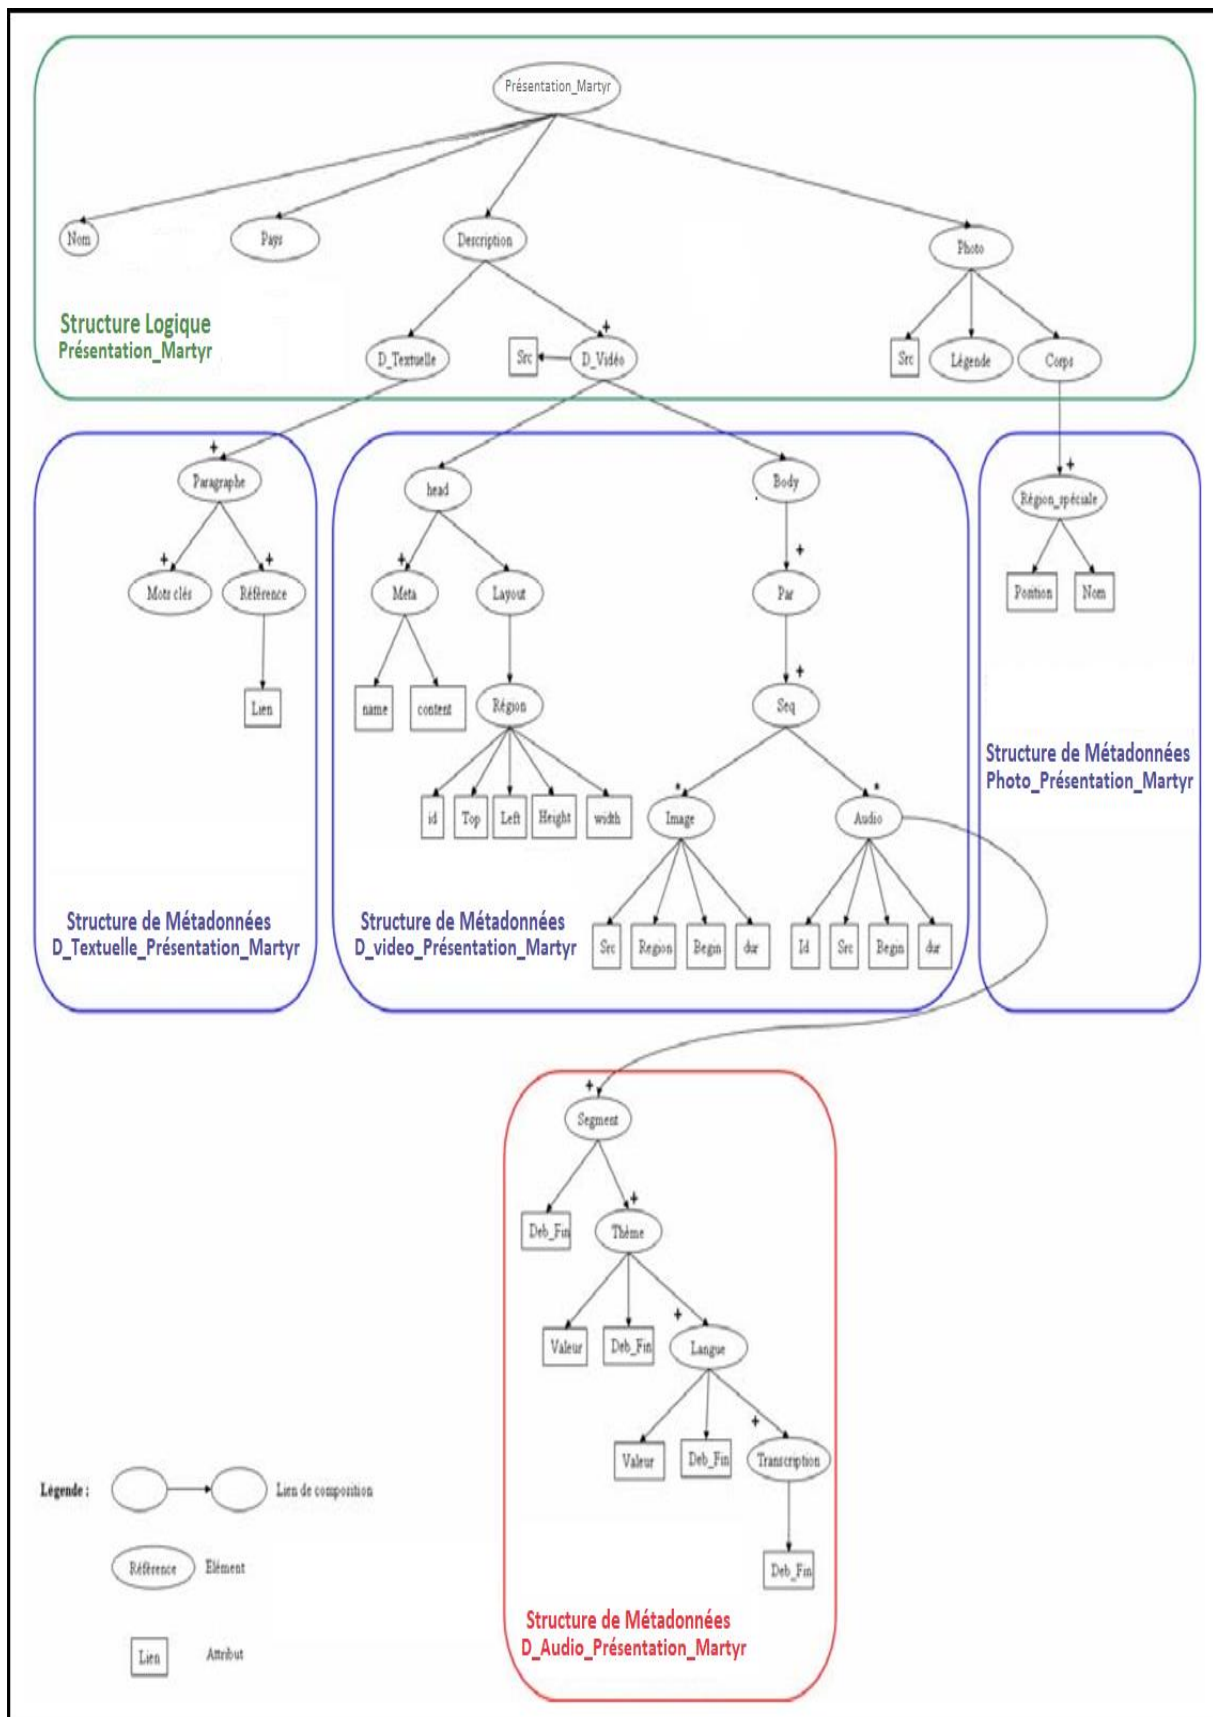 Présentation_Martyr
Nom
Pays
Description
Photo
Structure Logique
Présentation_Martyr
D_Textuelle
Src
D_Vidéo
Src
Légende
Corps
+
+
Paragraphe
head
Body
+
Région_spéciale
+
+
+
+
Mots clés
Référence
Meta
Layout
Par
Pontion
Nom
+
Lien
name
content
Région
Seq
Structure de Métadonnées
Photo_Présentation_Martyr
*
*
id
Top
Left
Height
width
Image
Audio
Structure de Métadonnées
D_Textuelle_Présentation_Martyr
Structure de Métadonnées
D_video_Présentation_Martyr
Src
Region
Begin
dur
Id
Src
Begin
dur
+
Segment
+
Deb_Fin
Thème
+
Valeur
Deb_Fin
Langue
+
Valeur
Deb_Fin
Transcription
Deb_Fin
Structure de Métadonnées
D_Audio_Présentation_Martyr
Légende :
Lien de composition
Référence
Elément
Lien
Attribut